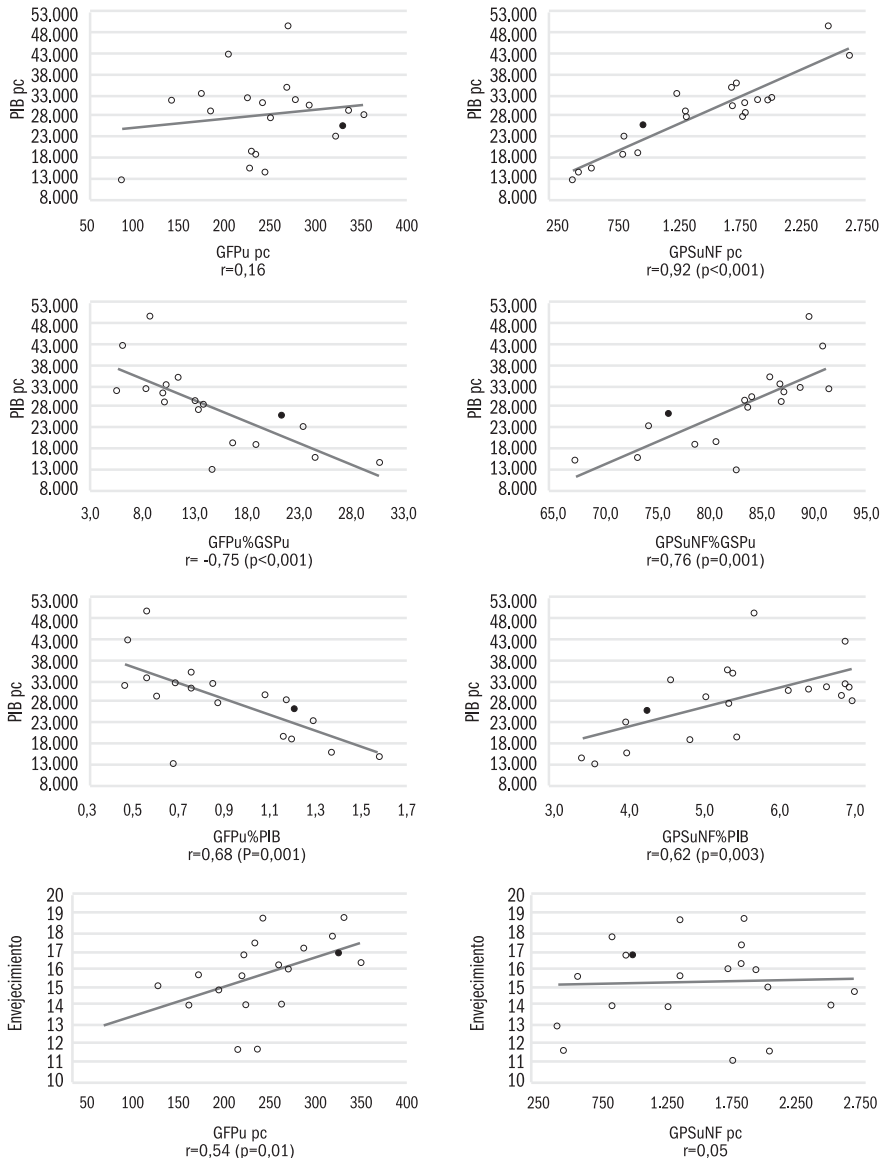 53.000
48.000
43.000
38.000
33.000
28.000
23.000
18.000
13.000
8.000
PIB pc
50 100 150 200 250 300 350 400
GFPu pc
r=0,16
53.000
48.000
43.000
38.000
33.000
28.000
23.000
18.000
13.000
8.000
PIB pc
250 750 1.250 1.750 2.250 2.750
GPSuNF pc
r=0,92 (p<0,001)
53.000
48.000
43.000
38.000
33.000
28.000
23.000
18.000
13.000
8.000
PIB pc
3,0 8,0 13,0 18,0 23,0 28,0 33,0
GFPu%GSPu
r= -0,75 (p<0,001)
53.000
48.000
43.000
38.000
33.000
28.000
23.000
18.000
13.000
8.000
PIB pc
65,0 70,0 75,0 80,0 85,0 90,0 95,0
GPSuNF%GSPu
r=0,76 (p=0,001)
53.000
48.000
43.000
38.000
33.000
28.000
23.000
18.000
13.000
8.000
PIB pc
0,3 0,5 0,7 0,9 1,1 1,3 1,5 1,7
GFPu%PIB
r=0,68 (P=0,001)
53.000
48.000
43.000
38.000
33.000
28.000
23.000
18.000
13.000
8.000
PIB pc
3,0 4,0 5,0 6,0 7,0
GPSuNF%PIB
r=0,62 (p=0,003)
20
19
18
17
16
15
14
13
12
11
10
Envejecimiento
50 100 150 200 250 300 350 400
GFPu pc
r=0,54 (p=0,01)
20
19
18
17
16
15
14
13
12
11
10
Envejecimiento
250 750 1.250 1.750 2.250 2.750
GPSuNF pc
r=0,05